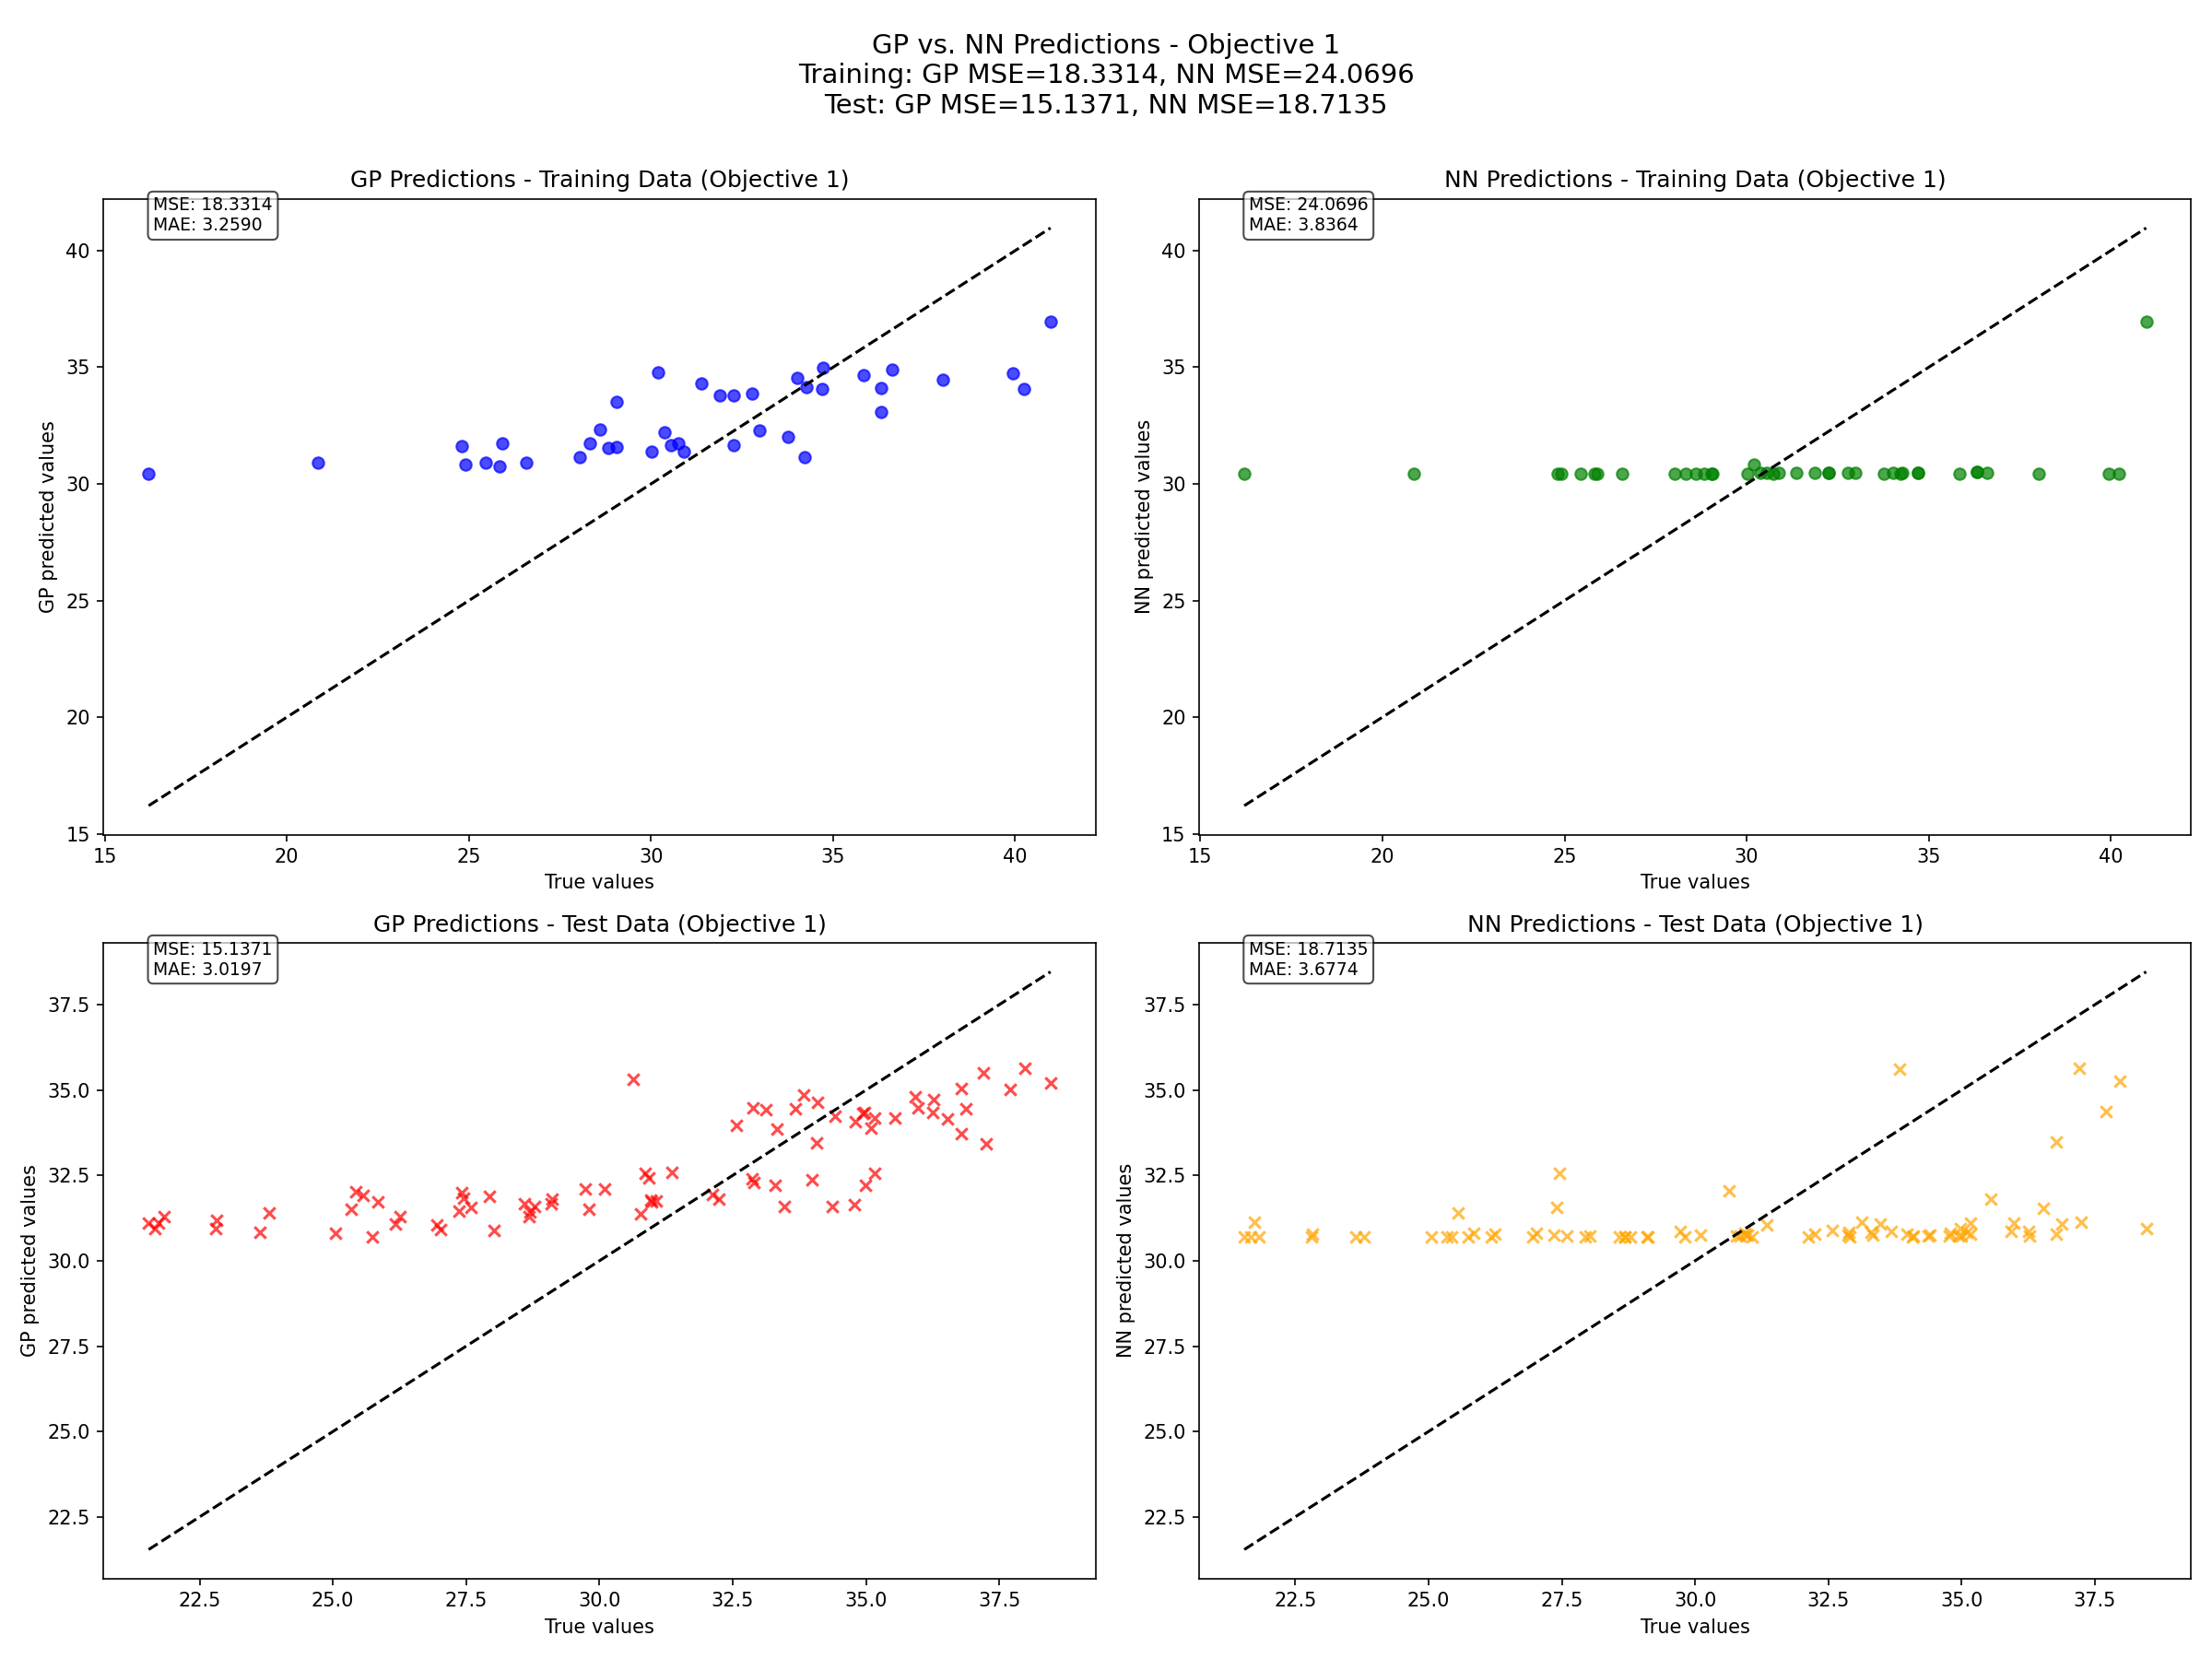 GP vs. NN Predictions - Objective 1
Training: GP MSE=18.3314, NN MSE=24.0696
Test: GP MSE=15.1371, NN MSE=18.7135
GP Predictions - Training Data (Objective 1)
MSE: 18.3314
MAE: 3.2590
40
35
30
25
20
15
GP predicted values
15 20 25 30 35 40
True values
NN Predictions - Training Data (Objective 1)
MSE: 24.0696
MAE: 3.8364
40
35
30
25
20
15
NN predicted values
15 20 25 30 35 40
True values
GP Predictions - Test Data (Objective 1)
MSE: 15.1371
MAE: 3.0197
37.5
35.0
32.5
30.0
27.5
25.0
22.5
GP predicted values
22.5 25.0 27.5 30.0 32.5 35.0 37.5
True values
NN Predictions - Test Data (Objective 1)
MSE: 18.7135
MAE: 3.6774
37.5
35.0
32.5
30.0
27.5
25.0
22.5
NN predicted values
22.5 25.0 27.5 30.0 32.5 35.0 37.5
True values